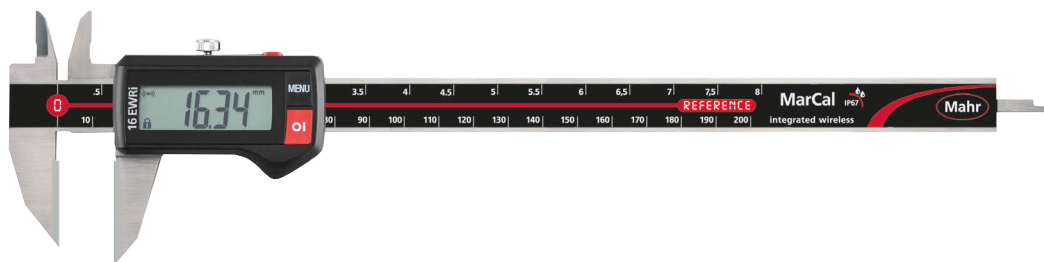 .5 3.5 4 4.5 5 5.5 6 6,5 7 7,5 8
0 REFERENCE
10 80 90 100 110 120 130 140 150 160 170 180 190 200
16 EWRi
16.34 mm
MENU
MarCal IP67
integrated wireless
Mahr